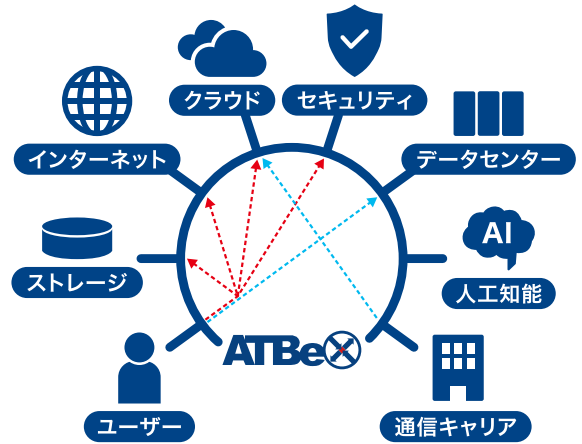 クラウド
セキュリティ
インターネット
データセンター
AI
ストレージ
人工知能
ATBeX
ユーザー
通信キャリア